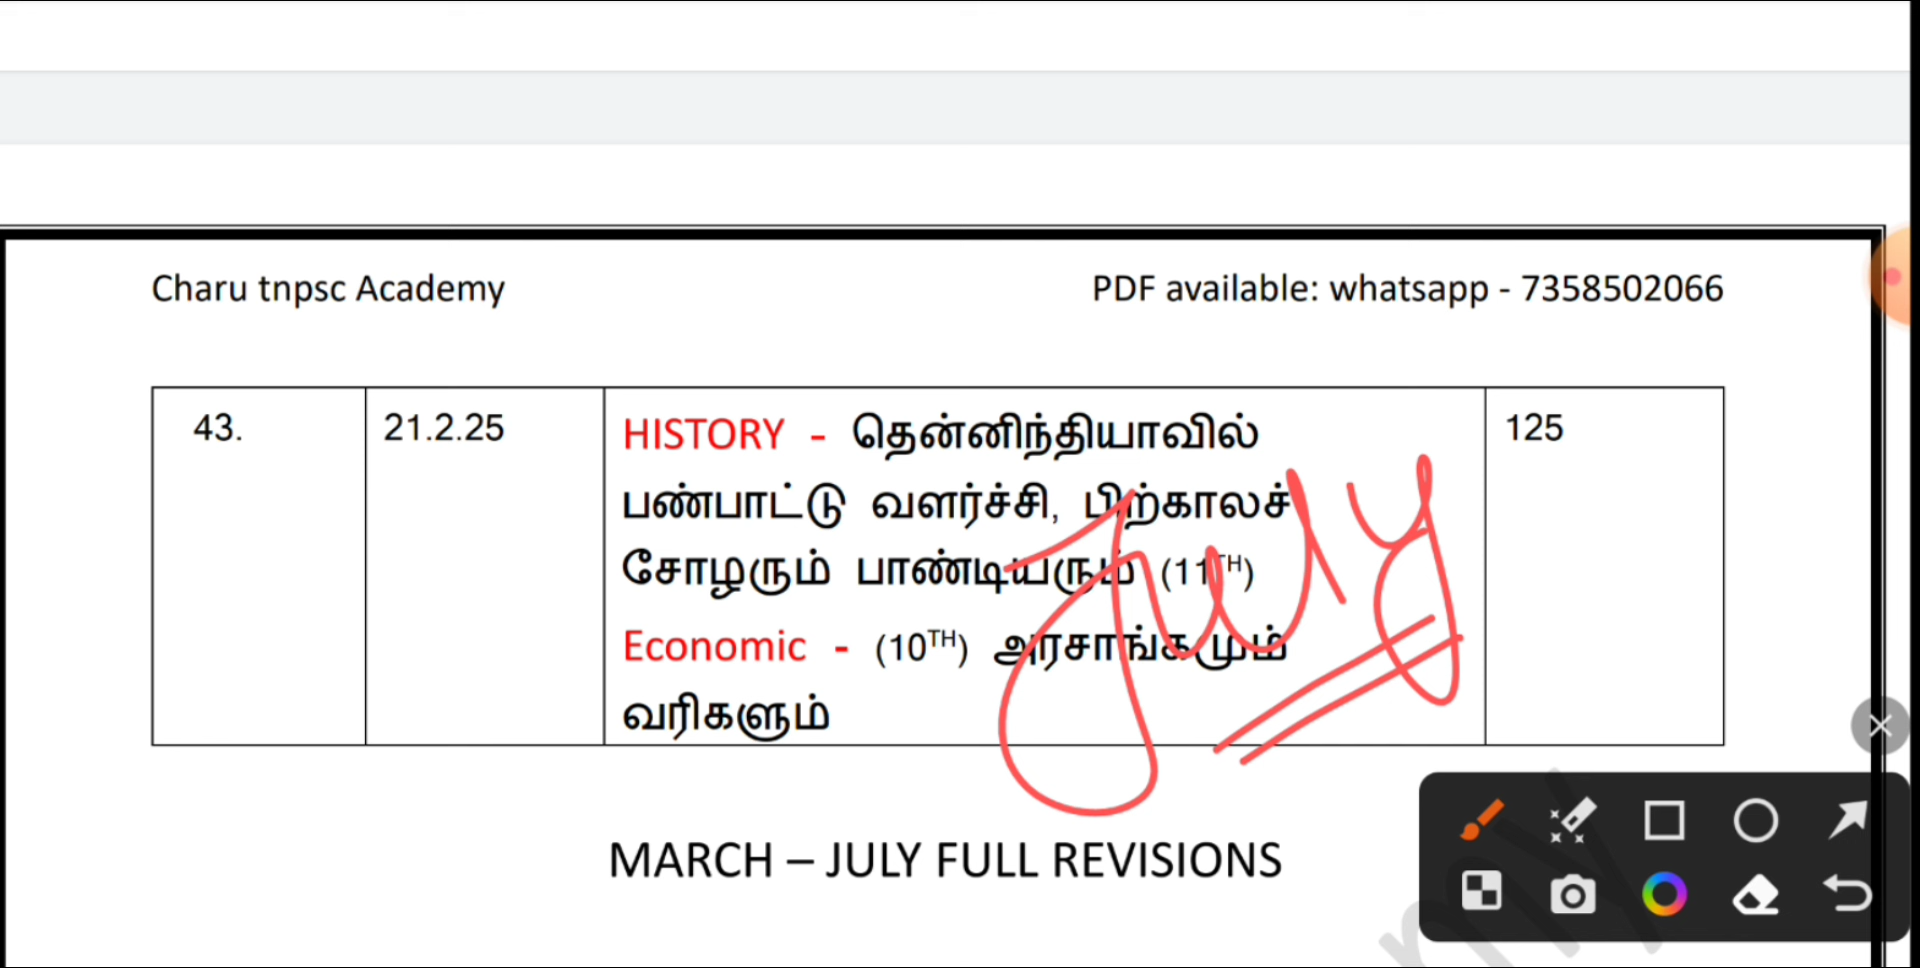 Charu tnpsc Academy
PDF available: whatsapp - 7358502066
43.
21.2.25
HISTORY - தென்னிந்தியாவில்
பண்பாட்டு வளர்ச்சி, பிற்காலச்
சோழரும் பாண்டியரும் (11TH)
Economic - (10TH) அரசாங்கமும்
வரிகளும்
125
July
MARCH – JULY FULL REVISIONS
my